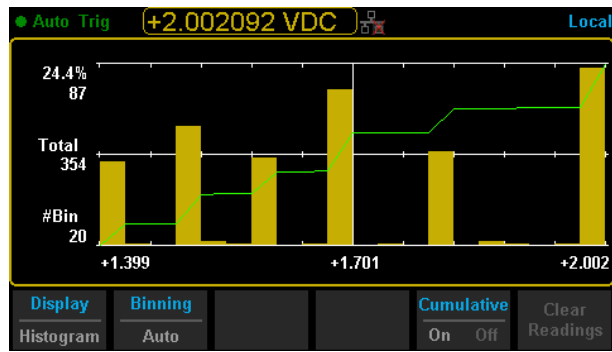 Auto Trig +2.002092 VDC Local
24.4%
87
Total
354
#Bin
20
+1.399 +1.701 +2.002
Display Binning Cumulative Clear
Histogram Auto On Off Readings